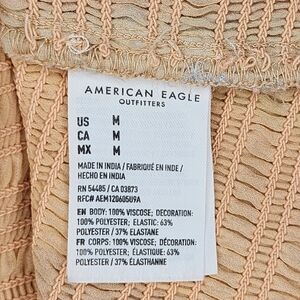 AMERICAN EAGLE
OUTFITTERS
US M
CA M
MX M
MADE IN INDIA / FABRIQUÉ EN INDE /
HECHO EN INDIA
RN 54485 / CA 03873
RFC# AEM120605U9A
EN BODY: 100% VISCOSE; DECORATION:
100% POLYESTER; ELASTIC: 63%
POLYESTER / 37% ELASTANE
FR CORPS: 100% VISCOSE; DÉCORATION:
100% POLYESTER; ÉLASTIQUE: 63%
POLYESTER / 37% ÉLASTHANNE